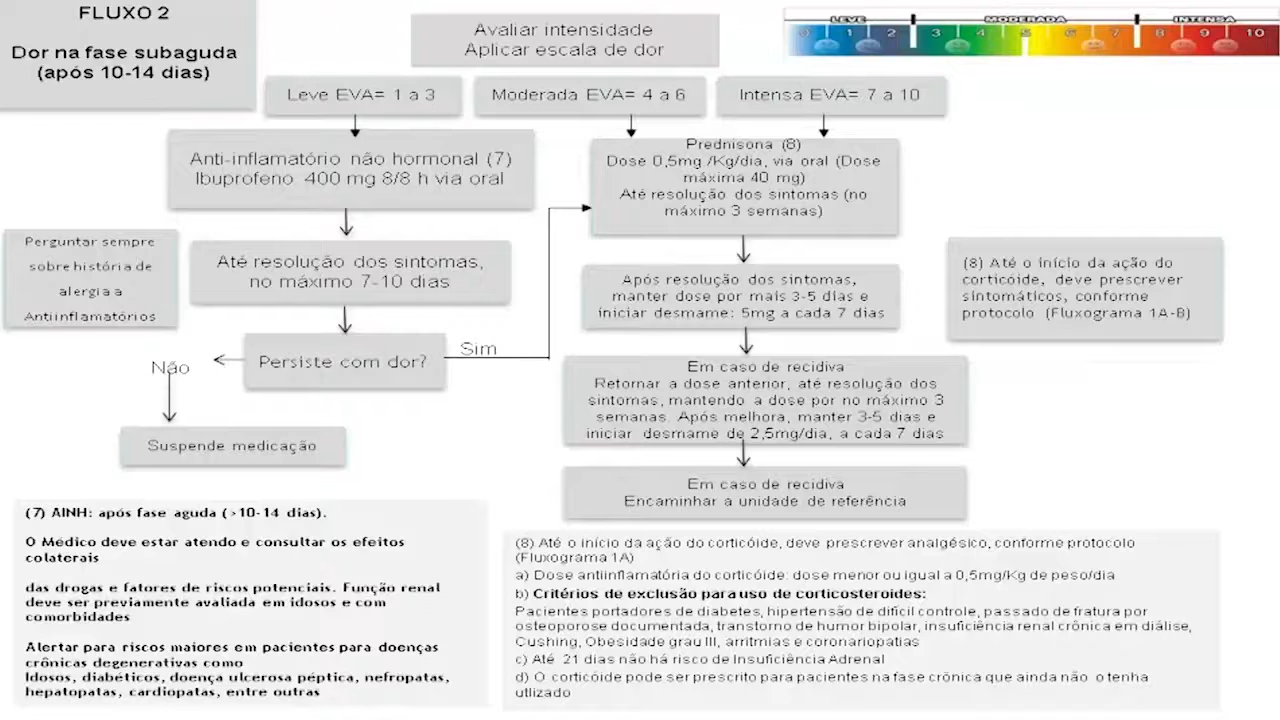 FLUXO 2
Dor na fase subaguda
(após 10-14 dias)
Avaliar intensidade
Aplicar escala de dor
LEVE MODERADA INTENSA
0 1 2 3 4 5 6 7 8 9 10
Leve EVA= 1 a 3
Moderada EVA= 4 a 6
Intensa EVA= 7 a 10
Anti-inflamatório não hormonal (7)
Ibuprofeno 400 mg 8/8 h via oral
Prednisona (8)
Dose 0,5mg /Kg/dia, via oral (Dose
máxima 40 mg)
Até resolução dos sintomas (no
máximo 3 semanas)
Perguntar sempre
sobre história de
alergia a
Antiinflamatórios
Até resolução dos sintomas,
no máximo 7-10 dias
Após resolução dos sintomas,
manter dose por mais 3-5 dias e
iniciar desmame: 5mg a cada 7 dias
(8) Até o início da ação do
corticóide, deve prescrever
sintomáticos, conforme
protocolo (Fluxograma 1A-B)
Persiste com dor?
Sim
Não
Suspende medicação
Em caso de recidiva
Retornar a dose anterior, até resolução dos
sintomas, mantendo a dose por no máximo 3
semanas. Após melhora, manter 3-5 dias e
iniciar desmame de 2,5mg/dia, a cada 7 dias
Em caso de recidiva
Encaminhar a unidade de referência
(7) AINH: após fase aguda (>10-14 dias).
O Médico deve estar atendo e consultar os efeitos
colaterais
das drogas e fatores de riscos potenciais. Função renal
deve ser previamente avaliada em idosos e com
comorbidades
Alertar para riscos maiores em pacientes para doenças
crônicas degenerativas como
Idosos, diabéticos, doença ulcerosa péptica, nefropatas,
hepatopatas, cardiopatas, entre outras
(8) Até o início da ação do corticóide, deve prescrever analgésico, conforme protocolo
(Fluxograma 1A)
a) Dose antiinflamatória do corticóide: dose menor ou igual a 0,5mg/Kg de peso/dia
b) Critérios de exclusão para uso de corticosteroides:
Pacientes portadores de diabetes, hipertensão de difícil controle, passado de fratura por
osteoporose documentada, transtorno de humor bipolar, insuficiência renal crônica em diálise,
Cushing, Obesidade grau III, arritmias e coronariopatias
c) Até 21 dias não há risco de Insuficiência Adrenal
d) O corticóide pode ser prescrito para pacientes na fase crônica que ainda não o tenha
utlizado